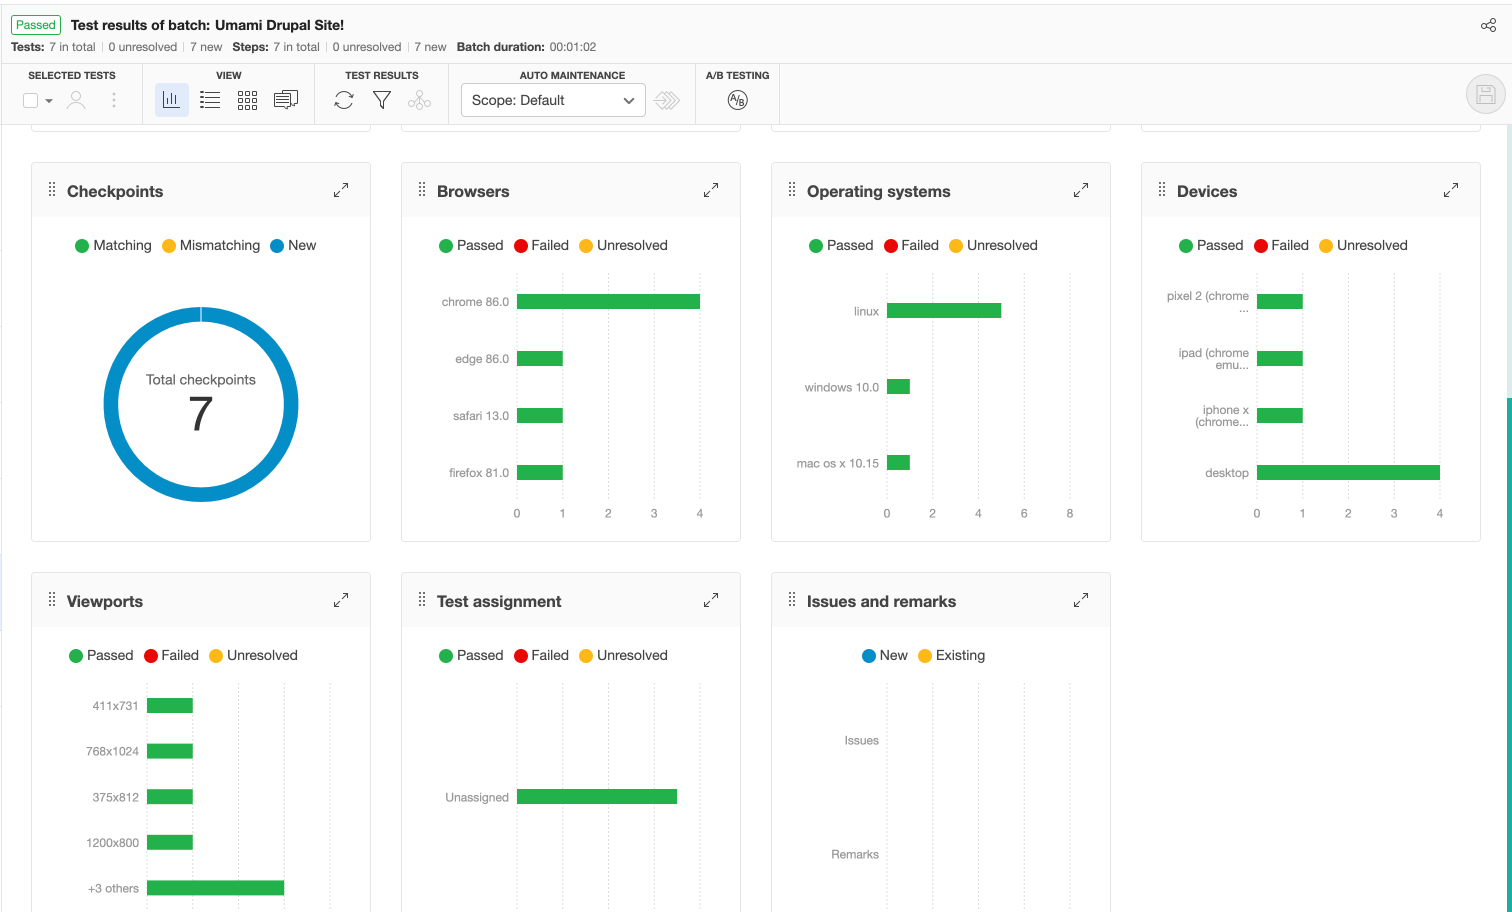 Passed Test results of batch: Umami Drupal Site!
Tests: 7 in total 0 unresolved 7 new Steps: 7 in total 0 unresolved 7 new Batch duration: 00:01:02
SELECTED TESTS VIEW TEST RESULTS AUTO MAINTENANCE A/B TESTING
Scope: Default A/B
Checkpoints
Matching Mismatching New
Total checkpoints
7
Browsers
Passed Failed Unresolved
chrome 86.0
edge 86.0
safari 13.0
firefox 81.0
0 1 2 3 4
Operating systems
Passed Failed Unresolved
linux
windows 10.0
mac os x 10.15
0 2 4 6 8
Devices
Passed Failed Unresolved
pixel 2 (chrome
...
ipad (chrome
emu...
iphone x
(chrome...
desktop
0 1 2 3 4
Viewports
Passed Failed Unresolved
411x731
768x1024
375x812
1200x800
+3 others
Test assignment
Passed Failed Unresolved
Unassigned
Issues and remarks
New Existing
Issues
Remarks